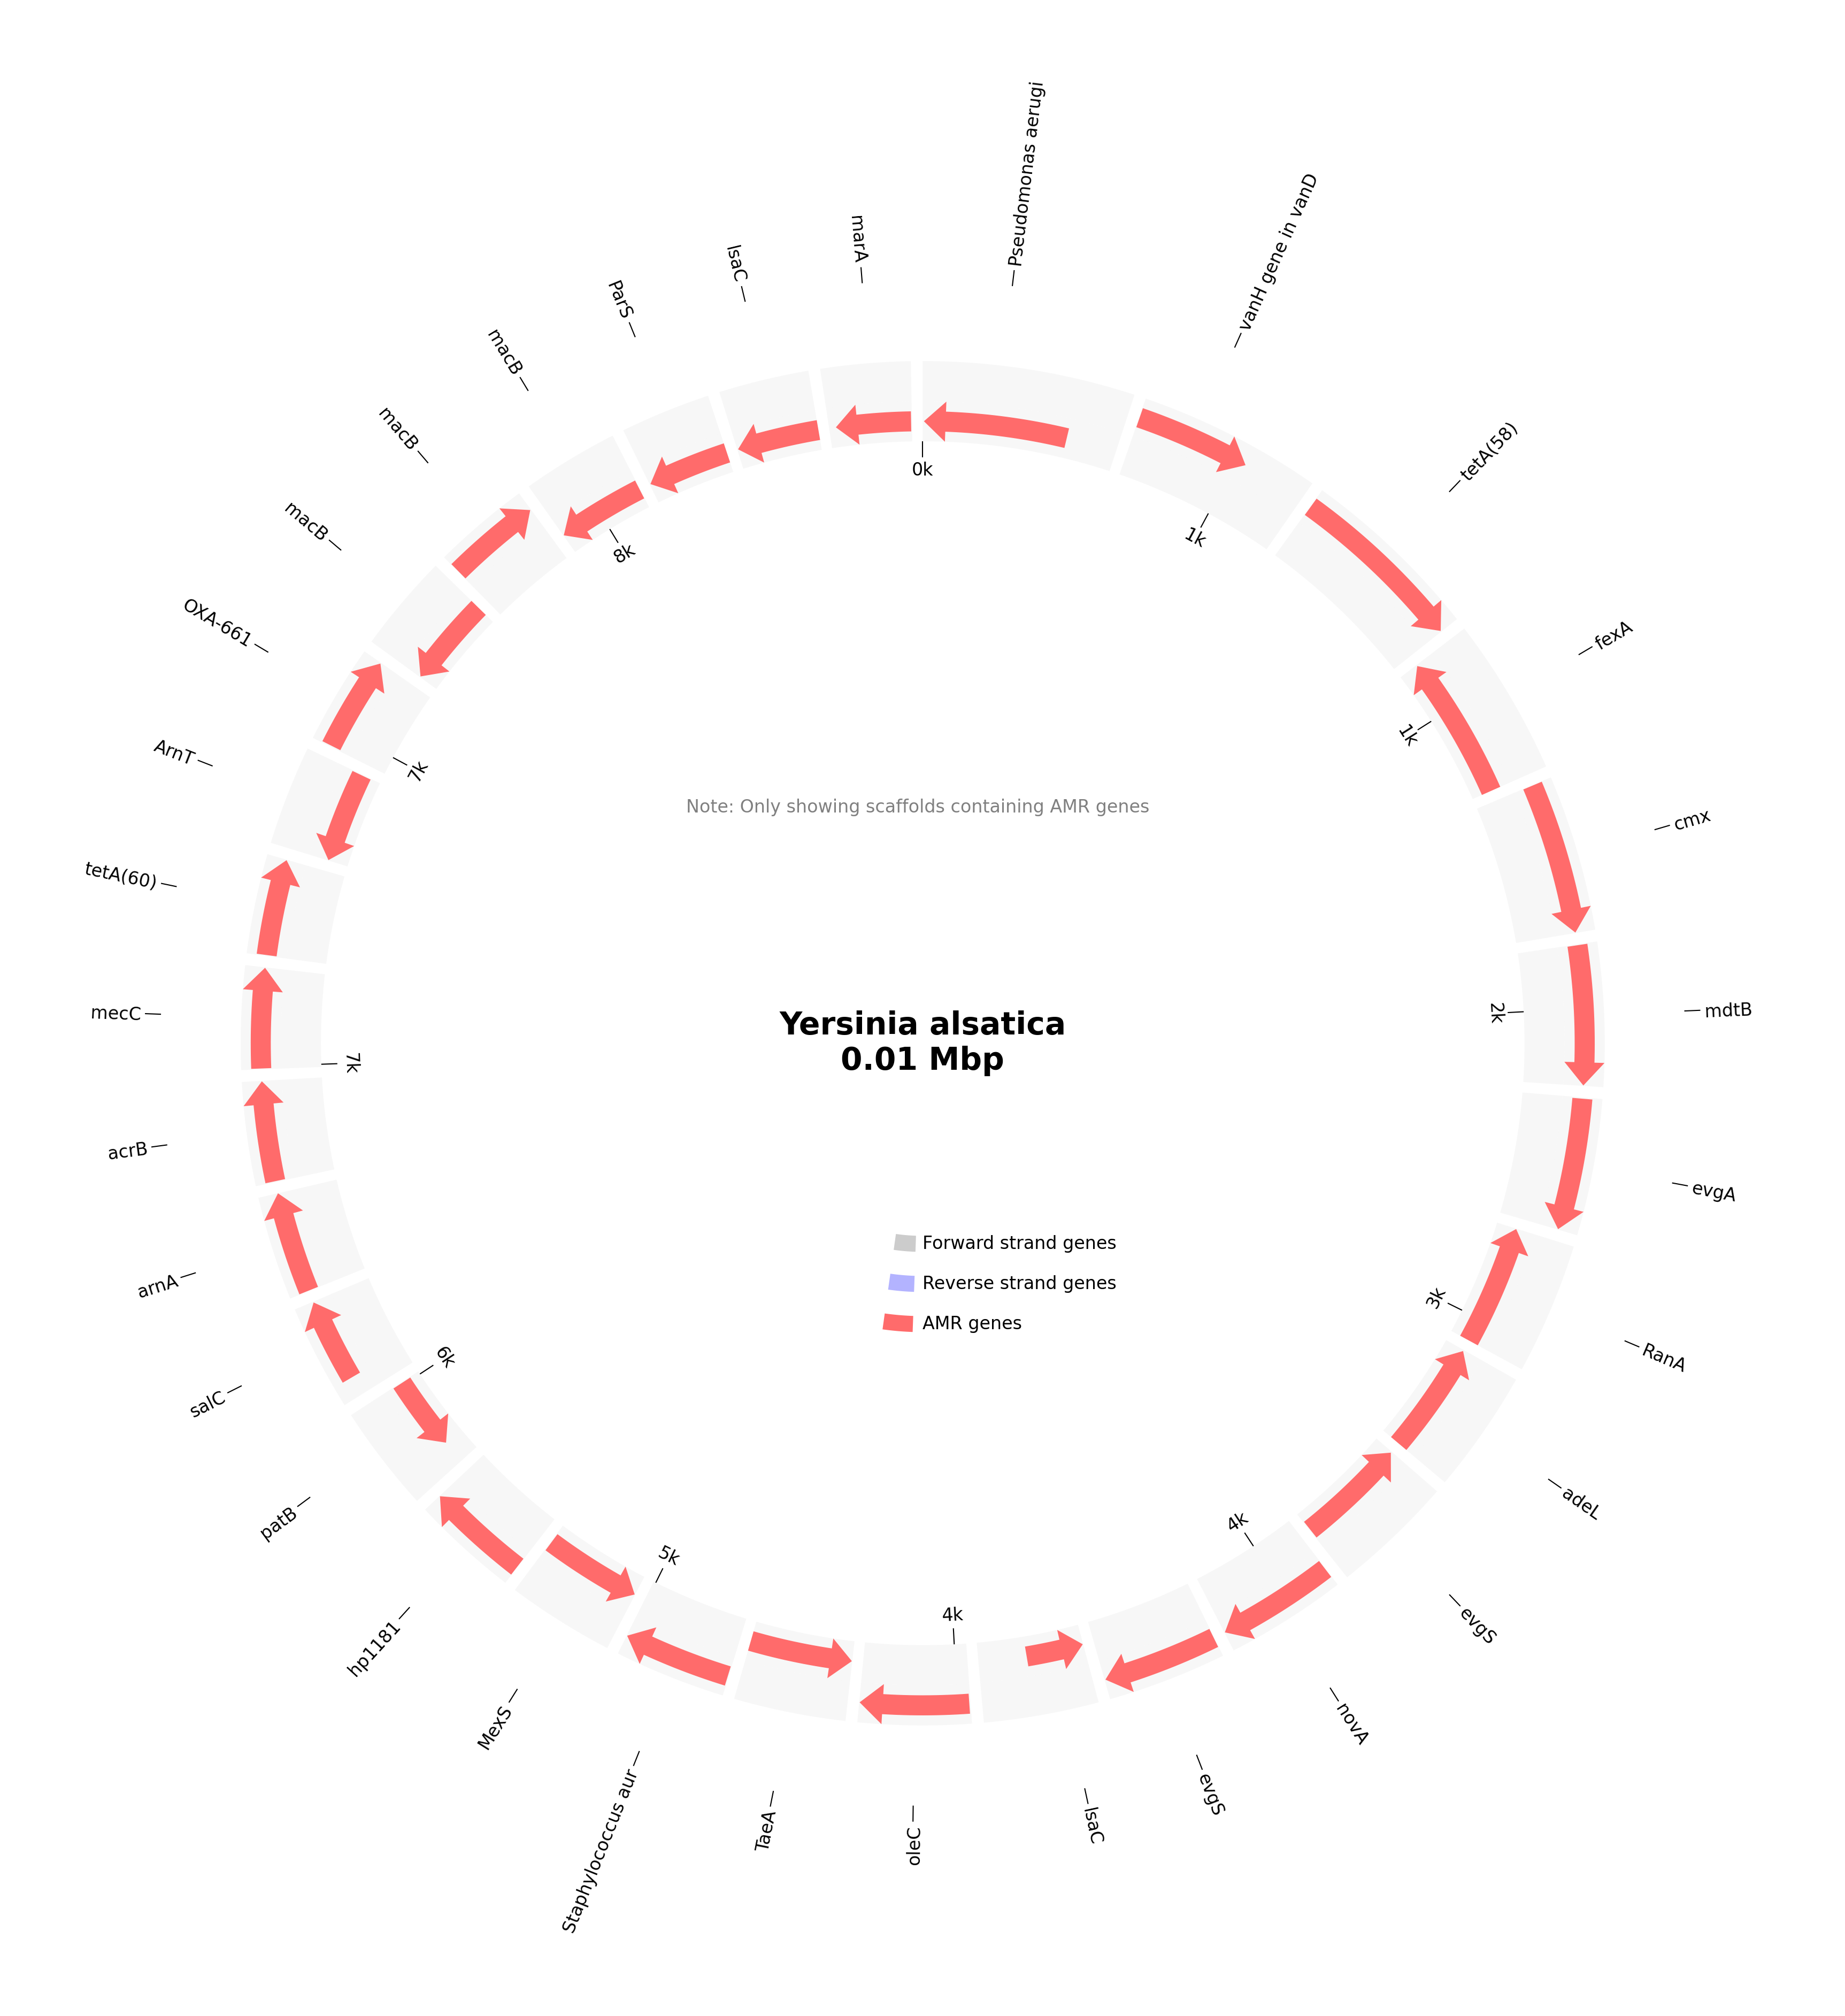 Pseudomonas aerugi
vanH gene in vanD
tetA(58)
fexA
cmx
mdtB
evgA
RanA
adeL
evgS
novA
evgS
lsaC
oleC
TaeA
Staphylococcus aur
MexS
hp1181
patB
salC
arnA
acrB
mecC
tetA(60)
ArnT
OXA-661
macB
macB
macB
ParS
lsaC
marA
0k
1k
1k
2k
3k
4k
4k
5k
6k
7k
7k
8k
Note: Only showing scaffolds containing AMR genes
Yersinia alsatica
0.01 Mbp
Forward strand genes
Reverse strand genes
AMR genes